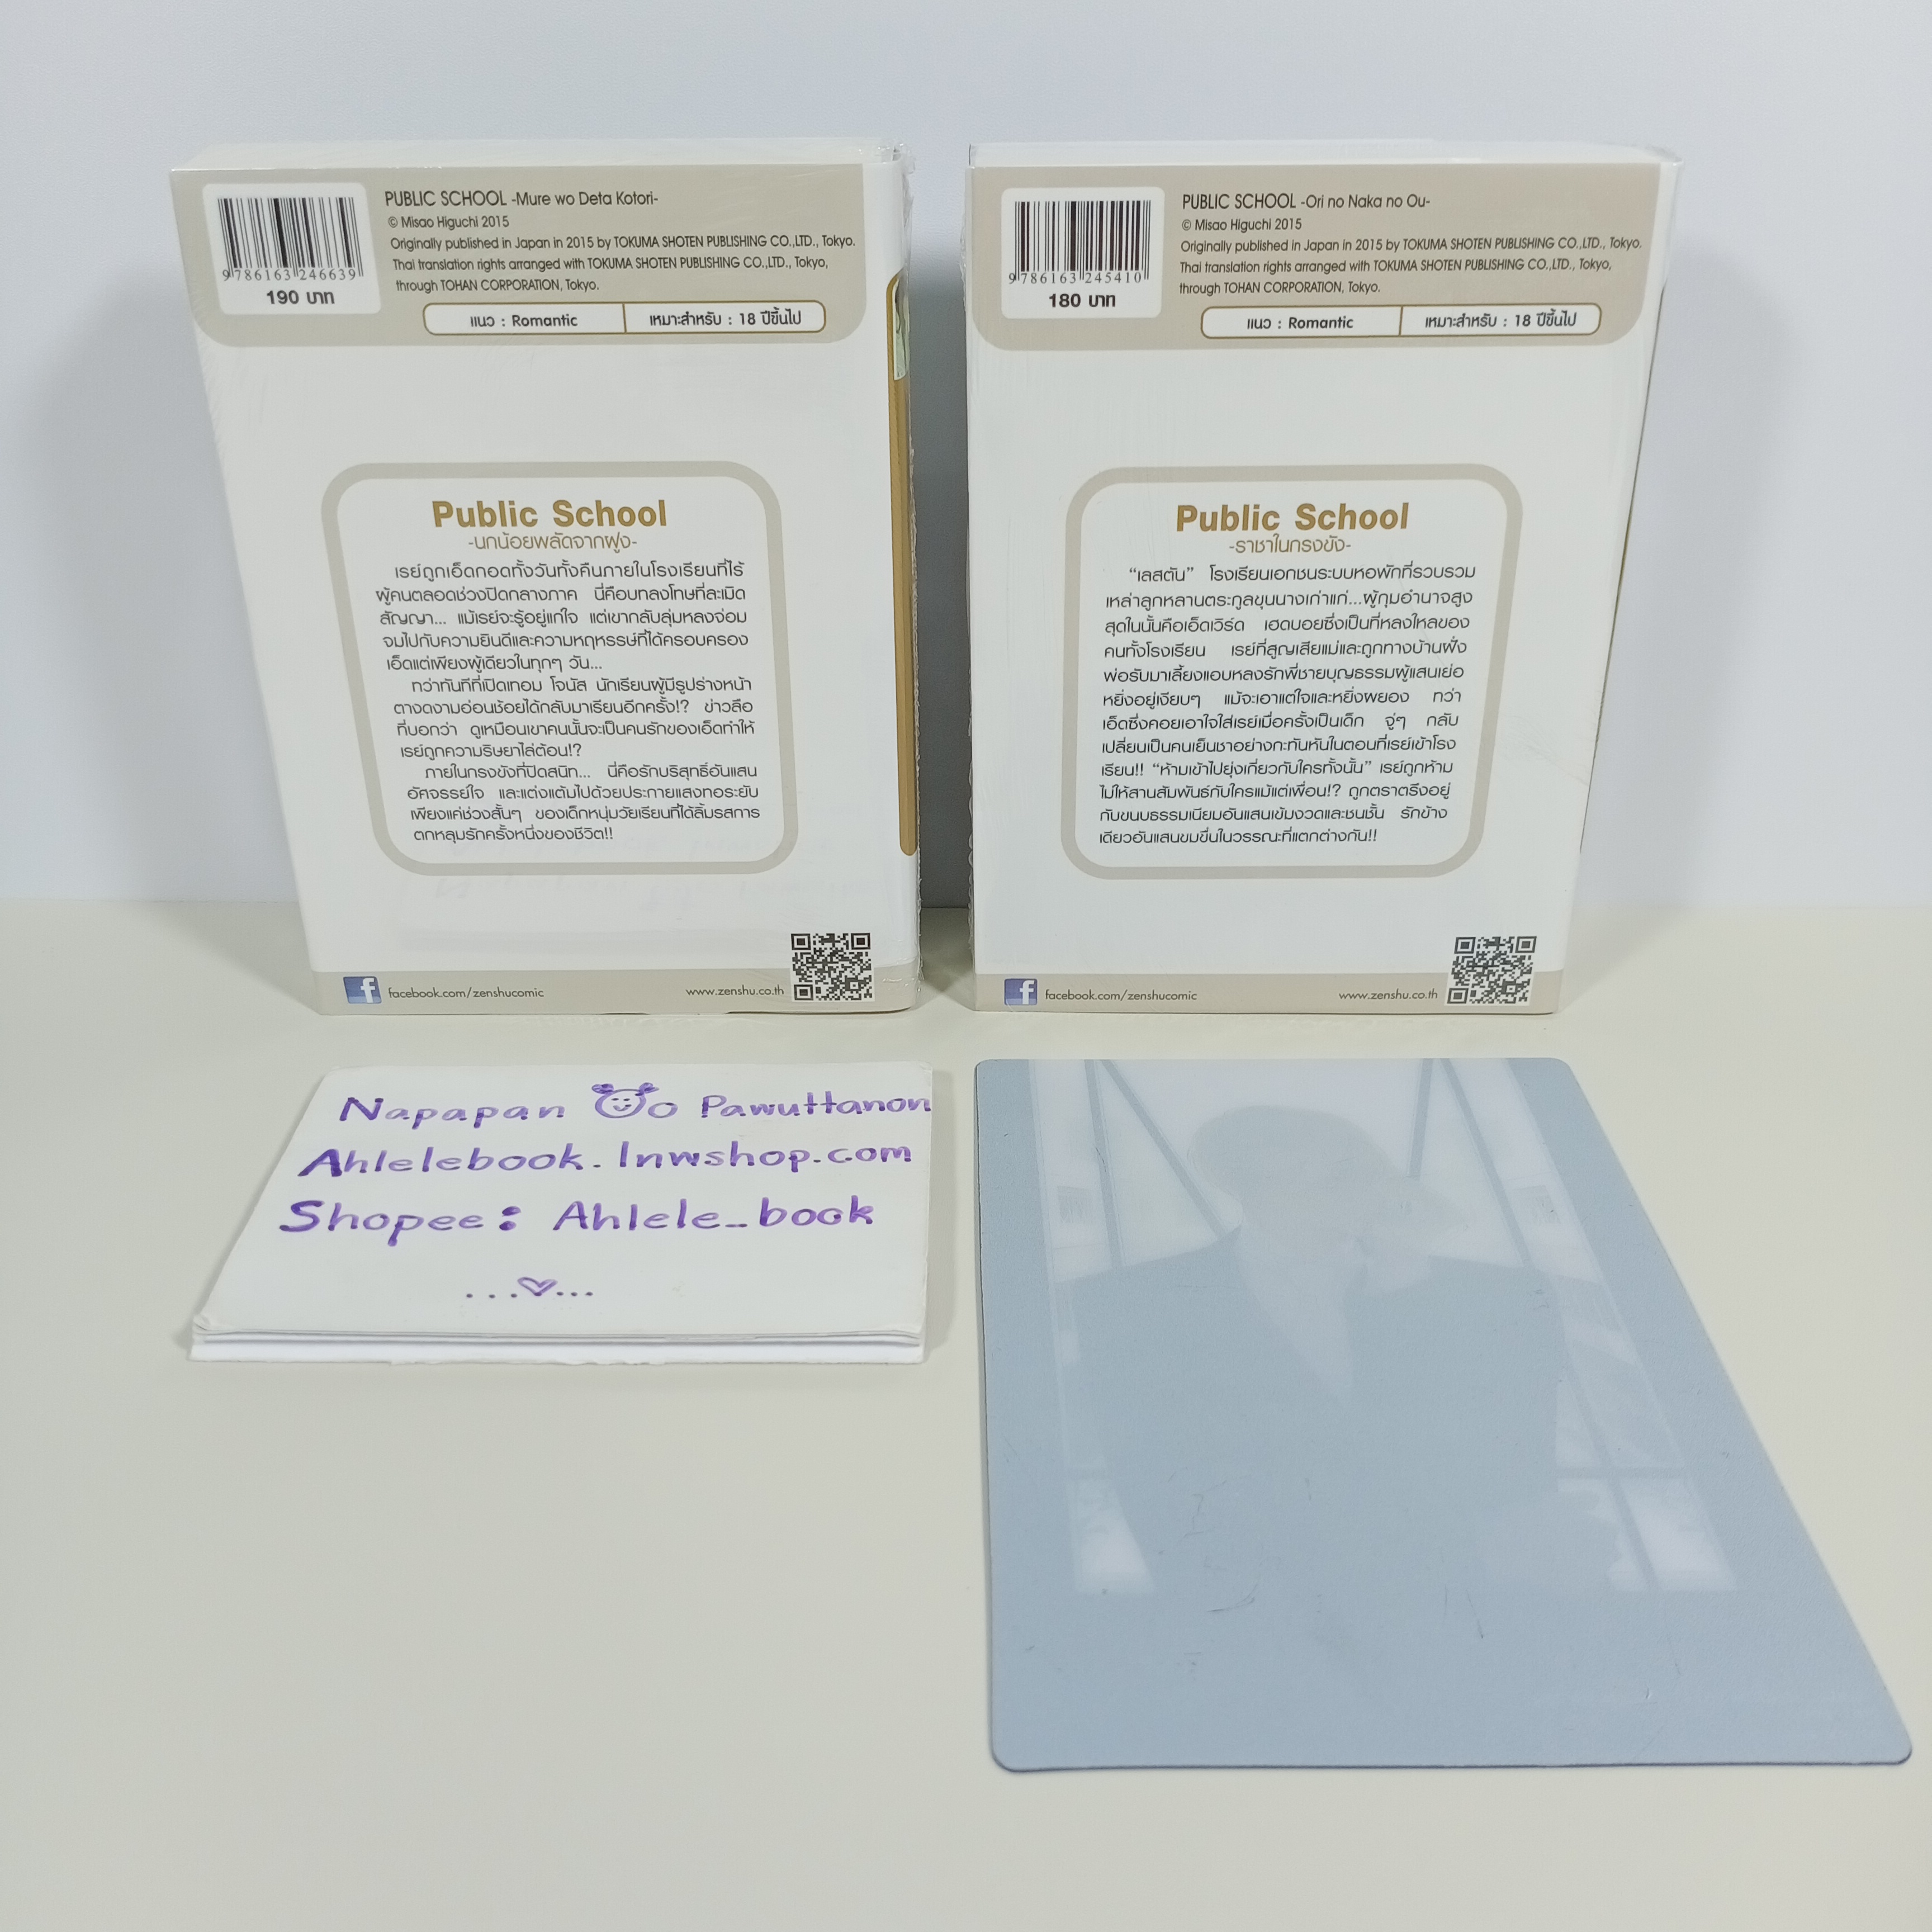 9 786163 246639
190 บาท
PUBLIC SCHOOL -Mure wo Deta Kotori-
© Misao Higuchi 2015
Originally published in Japan in 2015 by TOKUMA SHOTEN PUBLISHING CO.,LTD., Tokyo.
Thai translation rights arranged with TOKUMA SHOTEN PUBLISHING CO.,LTD., Tokyo,
through TOHAN CORPORATION, Tokyo.
แนว : Romantic
เหมาะสำหรับ : 18 ปีขึ้นไป
Public School
-นกน้อยพลัดจากฝูง-
เรย์ถูกเอ็ดกอดทั้งวันทั้งคืนภายในโรงเรียนที่ไร้
ผู้คนตลอดช่วงปิดกลางภาค นี่คือบทลงโทษที่ละเมิด
สัญญา... แม้เรย์จะรู้อยู่แก่ใจ แต่เขากลับลุ่มหลงจ่อม
จมไปกับความยินดีและความหฤหรรษ์ที่ได้ครอบครอง
เอ็ดแต่เพียงผู้เดียวในทุกๆ วัน...
ทว่าทันทีที่เปิดเทอม โจนัส นักเรียนผู้มีรูปร่างหน้า
ตางดงามอ่อนช้อยได้กลับมาเรียนอีกครั้ง!? ข่าวลือ
ที่บอกว่า ดูเหมือนเขาคนนั้นจะเป็นคนรักของเอ็ดทำให้
เรย์ถูกความริษยาไล่ต้อน!?
ภายในกรงขังที่ปิดสนิท... นี่คือรักบริสุทธิ์อันแสน
อัศจรรย์ใจ และแต่งแต้มไปด้วยประกายแสงทอระยับ
เพียงแค่ช่วงสั้นๆ ของเด็กหนุ่มวัยเรียนที่ได้ลิ้มรสการ
ตกหลุมรักครั้งหนึ่งของชีวิต!!
facebook.com/zenshucomic
www.zenshu.co.th
9 786163 245410
180 บาท
PUBLIC SCHOOL -Ori no Naka no Ou-
© Misao Higuchi 2015
Originally published in Japan in 2015 by TOKUMA SHOTEN PUBLISHING CO.,LTD., Tokyo.
Thai translation rights arranged with TOKUMA SHOTEN PUBLISHING CO.,LTD., Tokyo,
through TOHAN CORPORATION, Tokyo.
แนว : Romantic
เหมาะสำหรับ : 18 ปีขึ้นไป
Public School
-ราชาในกรงขัง-
“เลสตัน” โรงเรียนเอกชนระบบหอพักที่รวบรวม
เหล่าลูกหลานตระกูลขุนนางเก่าแก่...ผู้กุมอำนาจสูง
สุดในนั้นคือเอ็ดเวิร์ด เฮดบอยซึ่งเป็นที่หลงใหลของ
คนทั้งโรงเรียน เรย์ที่สูญเสียแม่และถูกทางบ้านฝั่ง
พ่อรับมาเลี้ยงแอบหลงรักพี่ชายบุญธรรมผู้แสนเย่อ
หยิ่งอยู่เงียบๆ แม้จะเอาแต่ใจและหยิ่งผยอง ทว่า
เอ็ดซึ่งคอยเอาใจใส่เรย์เมื่อครั้งเป็นเด็ก จู่ๆ กลับ
เปลี่ยนเป็นคนเย็นชาอย่างกะทันหันในตอนที่เรย์เข้าโรง
เรียน!! “ห้ามเข้าไปยุ่งเกี่ยวกับใครทั้งนั้น” เรย์ถูกห้าม
ไม่ให้สานสัมพันธ์กับใครแม้แต่เพื่อน!? ถูกตราตรึงอยู่
กับขนบธรรมเนียมอันแสนเข้มงวดและชนชั้น รักข้าง
เดียวอันแสนขมขื่นในวรรณะที่แตกต่างกัน!!
facebook.com/zenshucomic
www.zenshu.co.th
Napapan Pawuttanon
Ahlelebook.lnwshop.com
Shopee: Ahlele_book
...♡...